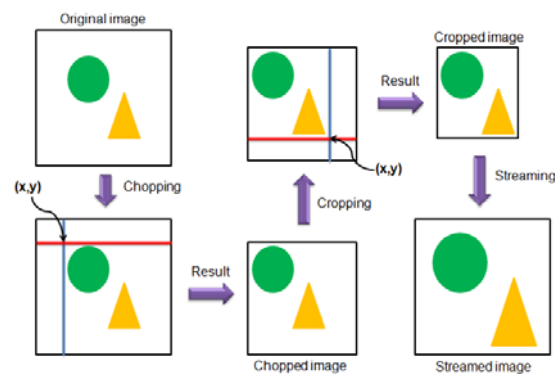 Original image
(x,y)
Chopping
Result
Chopped image
Cropping
(x,y)
Result
Cropped image
Streaming
Streamed image